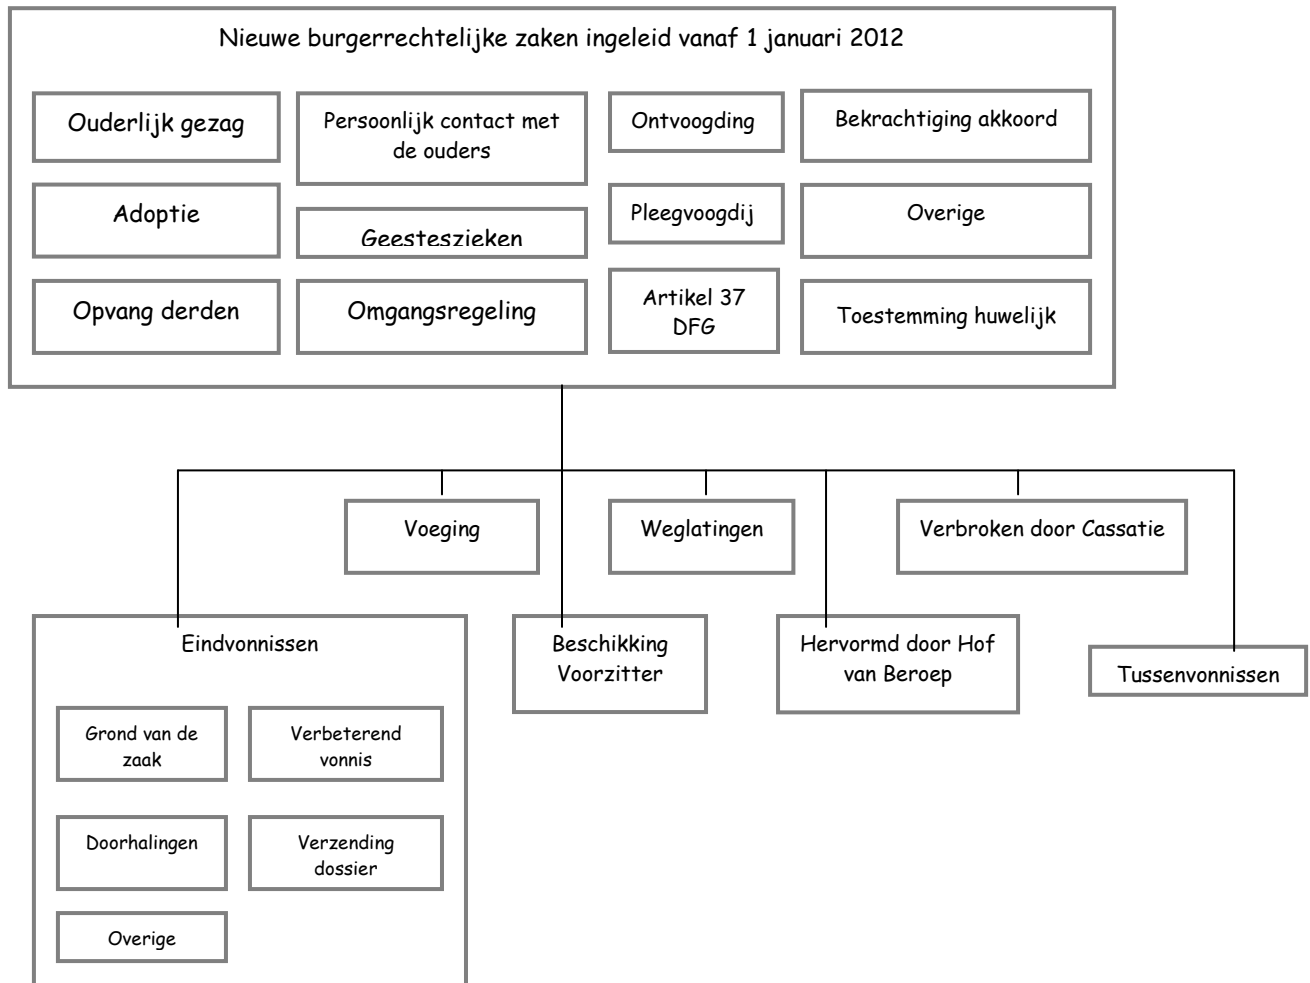 Nieuwe burgerrechtelijke zaken ingeleid vanaf 1 januari 2012
Ouderlijk gezag
Persoonlijk contact met
de ouders
Ontvoogding
Bekrachtiging akkoord
Adoptie
Geesteszieken
Pleegvoogdij
Overige
Opvang derden
Omgangsregeling
Artikel 37
DFG
Toestemming huwelijk
Voeging
Weglatingen
Verbroken door Cassatie
Eindvonnissen
Beschikking
Voorzitter
Hervormd door Hof
van Beroep
Tussenvonnissen
Grond van de
zaak
Verbeterend
vonnis
Doorhalingen
Verzending
dossier
Overige